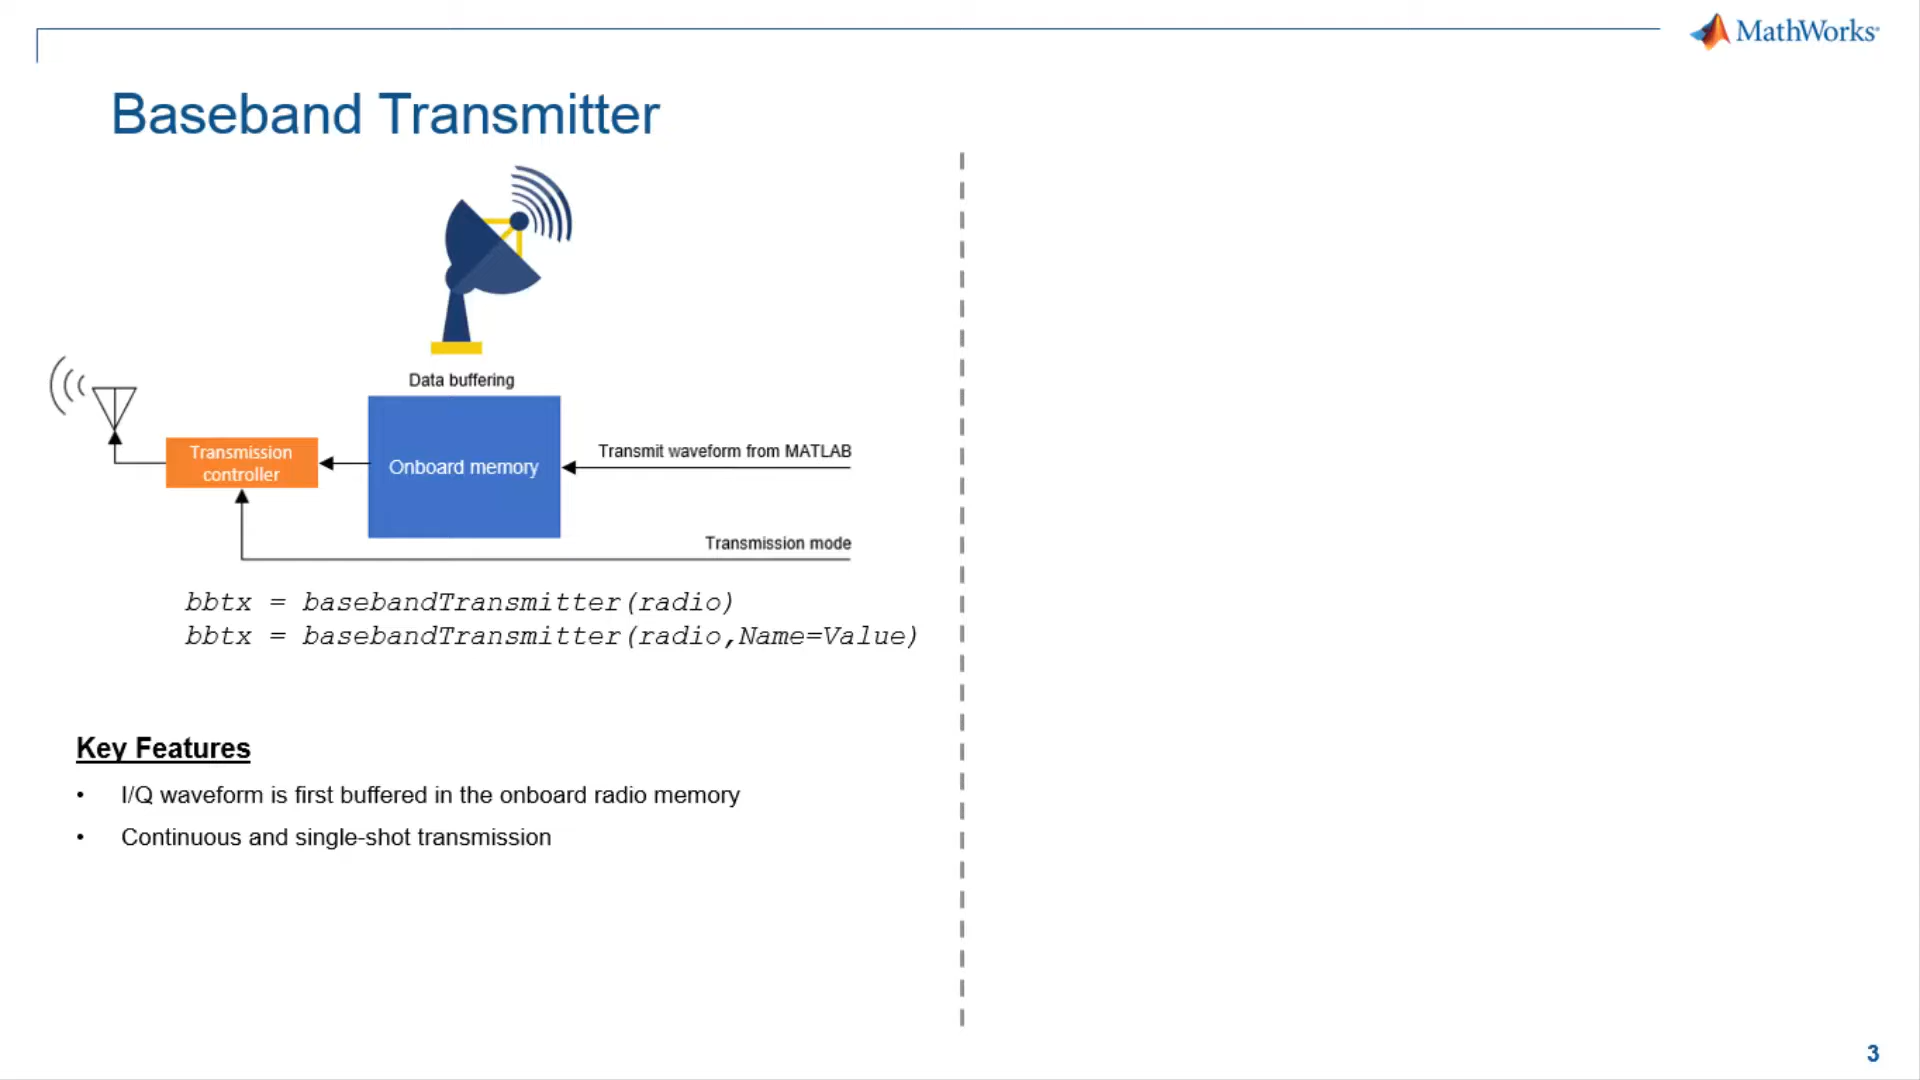 MathWorks®
Baseband Transmitter
Data buffering
Transmission
controller
Onboard memory
Transmit waveform from MATLAB
Transmission mode
bbtx = basebandTransmitter(radio)
bbtx = basebandTransmitter(radio,Name=Value)
Key Features
• I/Q waveform is first buffered in the onboard radio memory
• Continuous and single-shot transmission
3